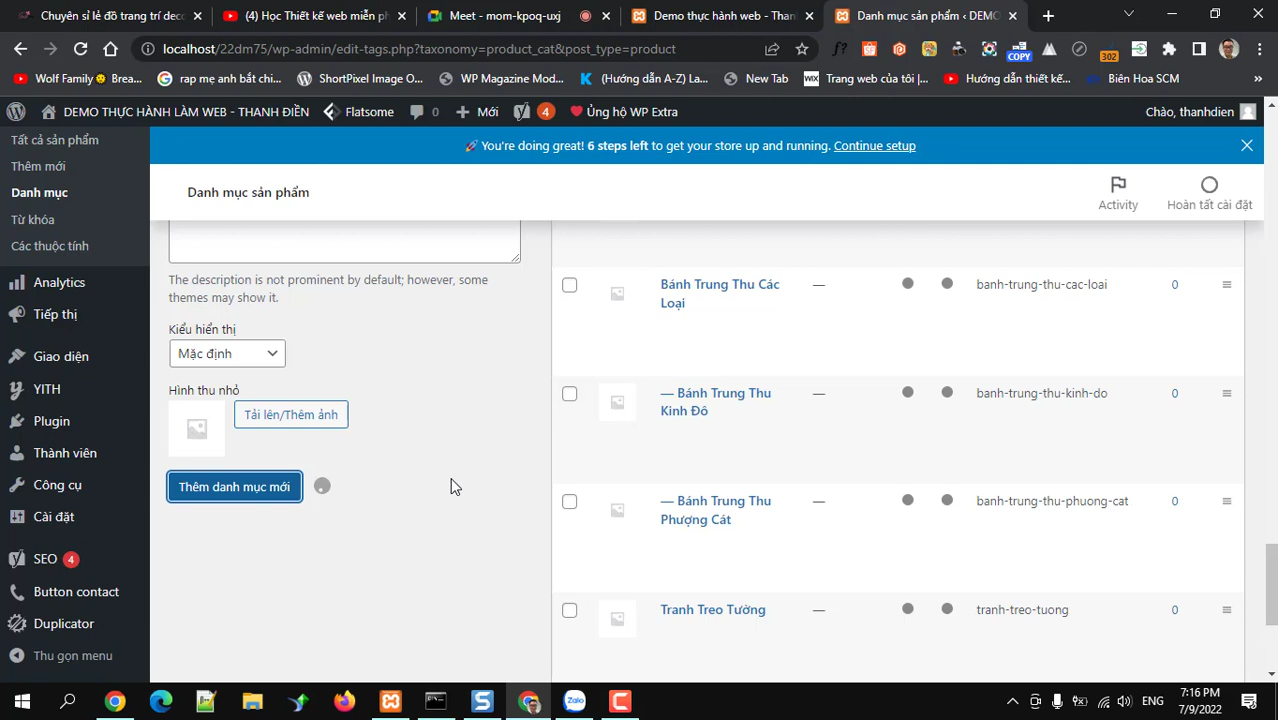 Chuyên sỉ lẻ đồ trang trí deco
(4) Học Thiết kế web miễn p
Meet - mom-kpoq-uxj
Demo thực hành web - Thanh
Danh mục sản phẩm ‹ DEMO
localhost/22dm75/wp-admin/edit-tags.php?taxonomy=product_cat&post_type=product
f?
COPY
302
Wolf Family Brea...
rap mẹ anh bắt chi...
ShortPixel Image O...
WP Magazine Mod...
(Hướng dẫn A-Z) La...
New Tab
WIX
Trang web của tôi |...
Hướng dẫn thiết kế...
Biên Hoa SCM
»
DEMO THỰC HÀNH LÀM WEB - THANH ĐIỀN
Flatsome
0
Mới
4
Ủng hộ WP Extra
Chào, thanhdien
Tất cả sản phẩm
Thêm mới
Danh mục
Từ khóa
Các thuộc tính
Analytics
Tiếp thị
Giao diện
YITH
Plugin
Thành viên
Công cụ
Cài đặt
SEO 4
Button contact
Duplicator
Thu gọn menu
🚀 You're doing great! 6 steps left to get your store up and running. Continue setup
Danh mục sản phẩm
Activity
Hoàn tất cài đặt
The description is not prominent by default; however, some
themes may show it.
Kiểu hiển thị
Mặc định
Hình thu nhỏ
Tải lên/Thêm ảnh
Thêm danh mục mới
Bánh Trung Thu Các
Loại
—
banh-trung-thu-cac-loai
0
— Bánh Trung Thu
Kinh Đô
—
banh-trung-thu-kinh-do
0
— Bánh Trung Thu
Phượng Cát
—
banh-trung-thu-phuong-cat
0
Tranh Treo Tường
—
tranh-treo-tuong
0
Zalo
ENG
7:16 PM
7/9/2022